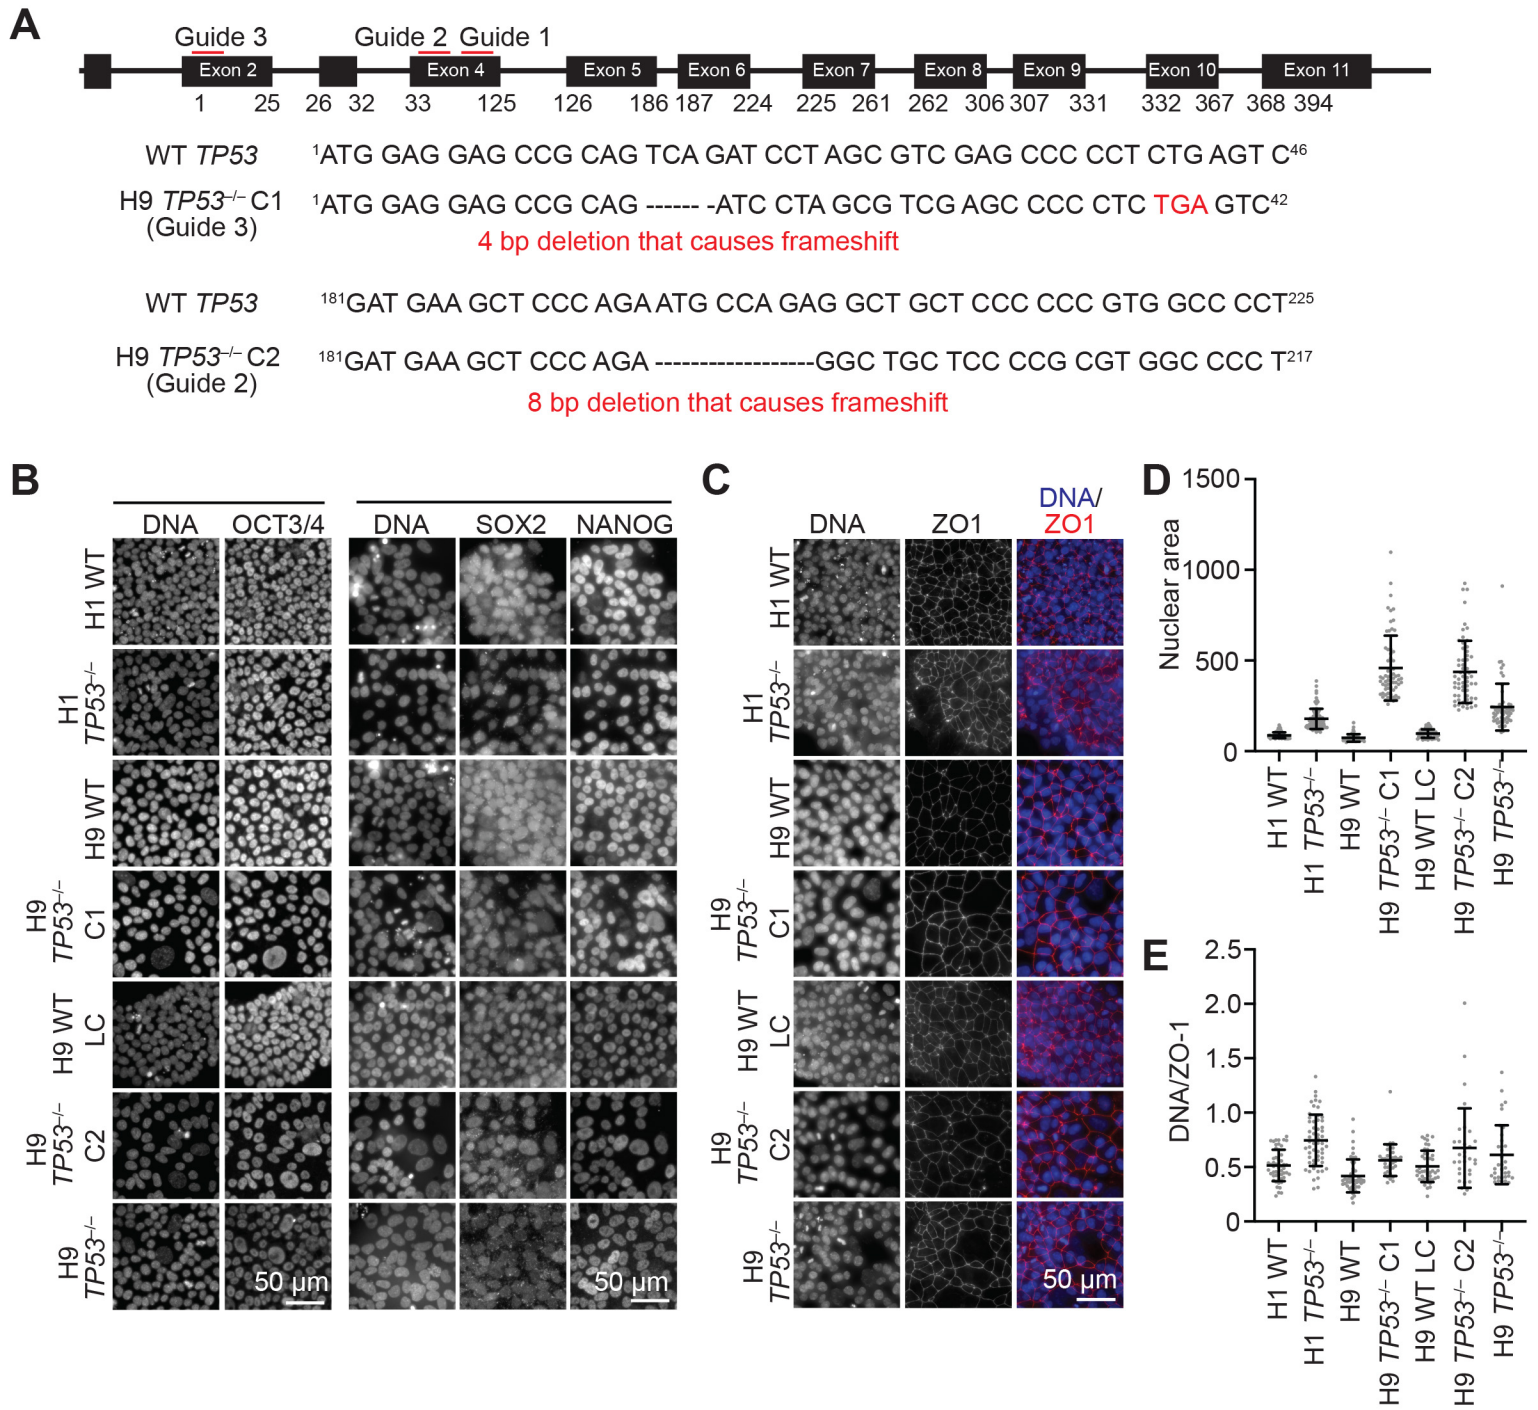 A
Guide 3 Guide 2 Guide 1
Exon 2 Exon 4 Exon 5 Exon 6 Exon 7 Exon 8 Exon 9 Exon 10 Exon 11
1 25 26 32 33 125 126 186 187 224 225 261 262 306 307 331 332 367 368 394
WT TP53 ¹ATG GAG GAG CCG CAG TCA GAT CCT AGC GTC GAG CCC CCT CTG AGT C⁴⁶
H9 TP53⁻/⁻ C1 ¹ATG GAG GAG CCG CAG ------ -ATC CTA GCG TCG AGC CCC CTC TGA GTC⁴²
(Guide 3)
4 bp deletion that causes frameshift
WT TP53 ¹⁸¹GAT GAA GCT CCC AGA ATG CCA GAG GCT GCT CCC CCC GTG GCC CCT²²⁵
H9 TP53⁻/⁻ C2 ¹⁸¹GAT GAA GCT CCC AGA ------------------GGC TGC TCC CCG CGT GGC CCC T²¹⁷
(Guide 2)
8 bp deletion that causes frameshift
B
DNA OCT3/4 DNA SOX2 NANOG
H1 WT
H1
TP53⁻/⁻
H9 WT
H9
TP53⁻/⁻
C1
H9 WT
LC
H9
TP53⁻/⁻
C2
H9
TP53⁻/⁻
50 µm 50 µm
C
DNA ZO1 DNA/
ZO1
H1 WT
H1
TP53⁻/⁻
H9 WT
H9
TP53⁻/⁻
C1
H9 WT
LC
H9
TP53⁻/⁻
C2
H9
TP53⁻/⁻
50 µm
D
Nuclear area
1500
1000
500
0
H1 WT
H1 TP53⁻/⁻
H9 WT
H9 TP53⁻/⁻ C1
H9 WT LC
H9 TP53⁻/⁻ C2
H9 TP53⁻/⁻
E
DNA/ZO-1
2.5
2.0
1.5
1.0
0.5
0
H1 WT
H1 TP53⁻/⁻
H9 WT
H9 TP53⁻/⁻ C1
H9 WT LC
H9 TP53⁻/⁻ C2
H9 TP53⁻/⁻